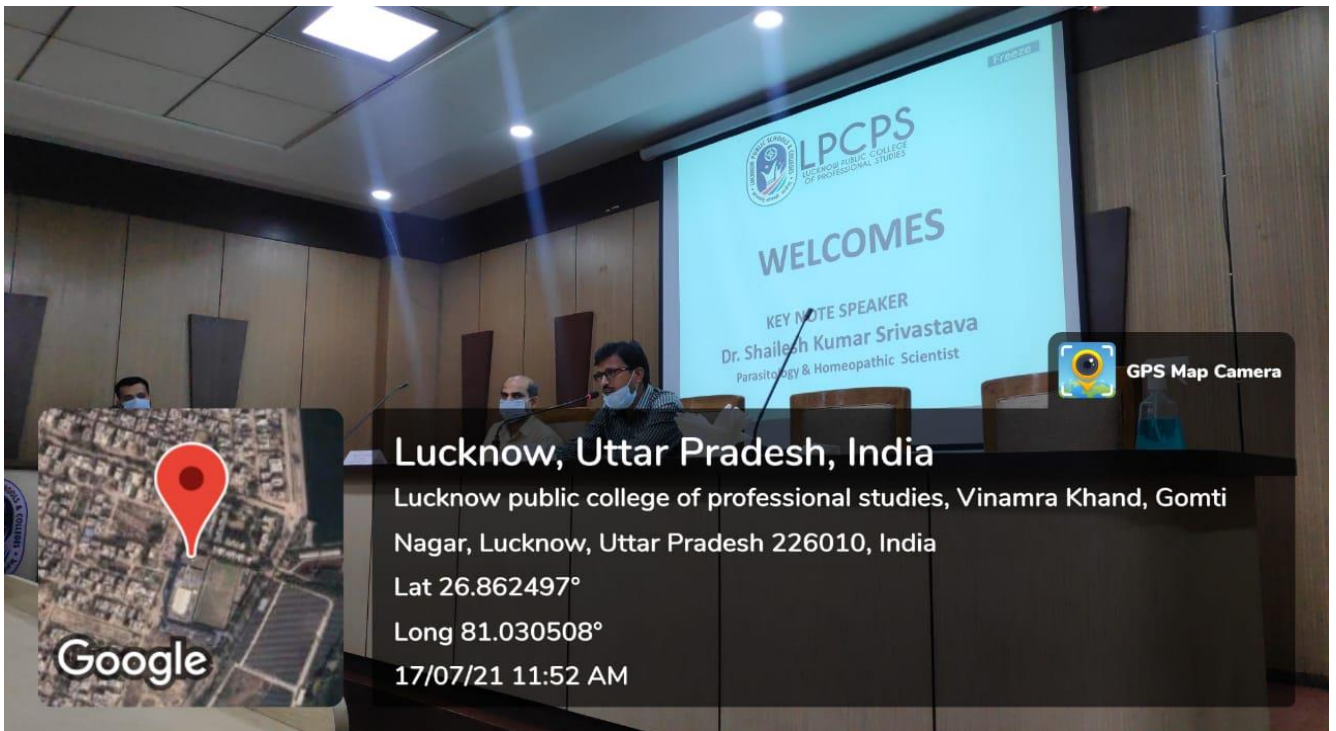 Freeze
LPCPS
LUCKNOW PUBLIC COLLEGE
OF PROFESSIONAL STUDIES
WELCOMES
KEY NOTE SPEAKER
Dr. Shailesh Kumar Srivastava
Parasitology & Homeopathic Scientist
GPS Map Camera
Lucknow, Uttar Pradesh, India
Lucknow public college of professional studies, Vinamra Khand, Gomti
Nagar, Lucknow, Uttar Pradesh 226010, India
Lat 26.862497°
Long 81.030508°
17/07/21 11:52 AM
Google